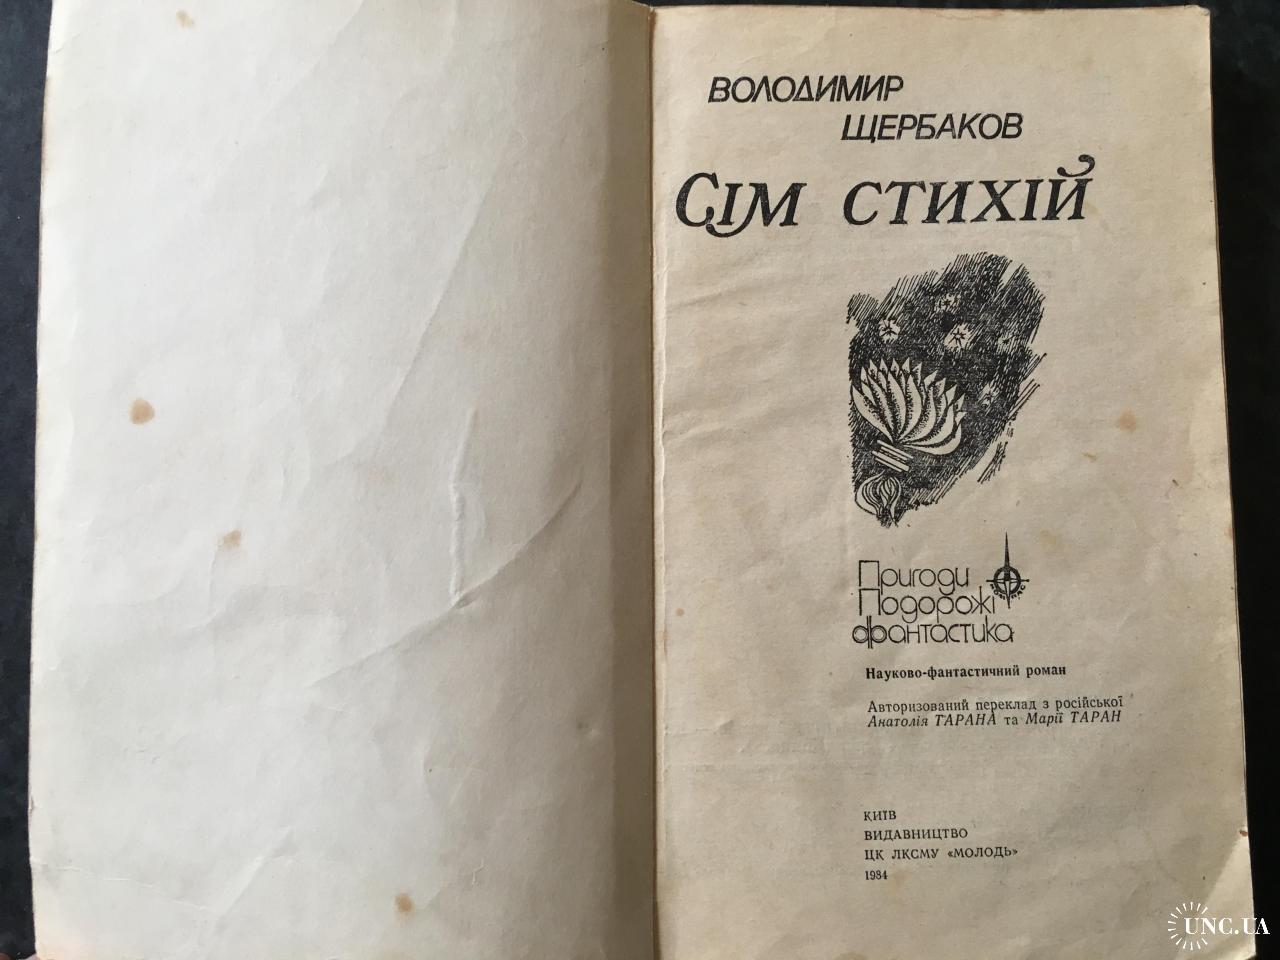 ВОЛОДИМИР
ЩЕРБАКОВ
СІМ СТИХІЙ
Пригоди
Подорожі
Фантастика
Науково-фантастичний роман
Авторизований переклад з російської
Анатолія ТАРАНА та Марії ТАРАН
КИЇВ
ВИДАВНИЦТВО
ЦК ЛКСМУ «МОЛОДЬ»
1984
UNC.UA